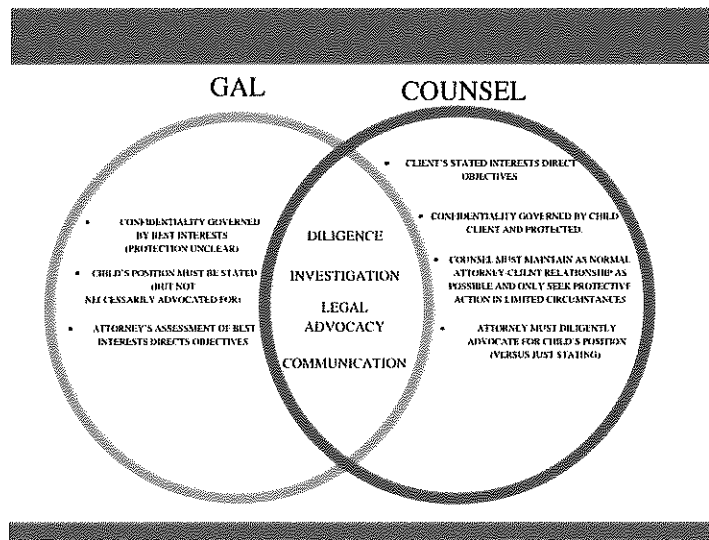 GAL
COUNSEL
• CONFIDENTIALITY GOVERNED
BY BEST INTERESTS
(PROTECTION UNCLEAR)
• CHILD'S POSITION MUST BE STATED
(BUT NOT
NECESSARILY ADVOCATED FOR)
• ATTORNEY'S ASSESSMENT OF BEST
INTERESTS DIRECTS OBJECTIVES
DILIGENCE
INVESTIGATION
LEGAL
ADVOCACY
COMMUNICATION
• CLIENT'S STATED INTERESTS DIRECT
OBJECTIVES
• CONFIDENTIALITY GOVERNED BY CHILD
CLIENT AND PROTECTED.
• COUNSEL MUST MAINTAIN AS NORMAL
ATTORNEY-CLIENT RELATIONSHIP AS
POSSIBLE AND ONLY SEEK PROTECTIVE
ACTION IN LIMITED CIRCUMSTANCES
• ATTORNEY MUST DILIGENTLY
ADVOCATE FOR CHILD'S POSITION
(VERSUS JUST STATING)